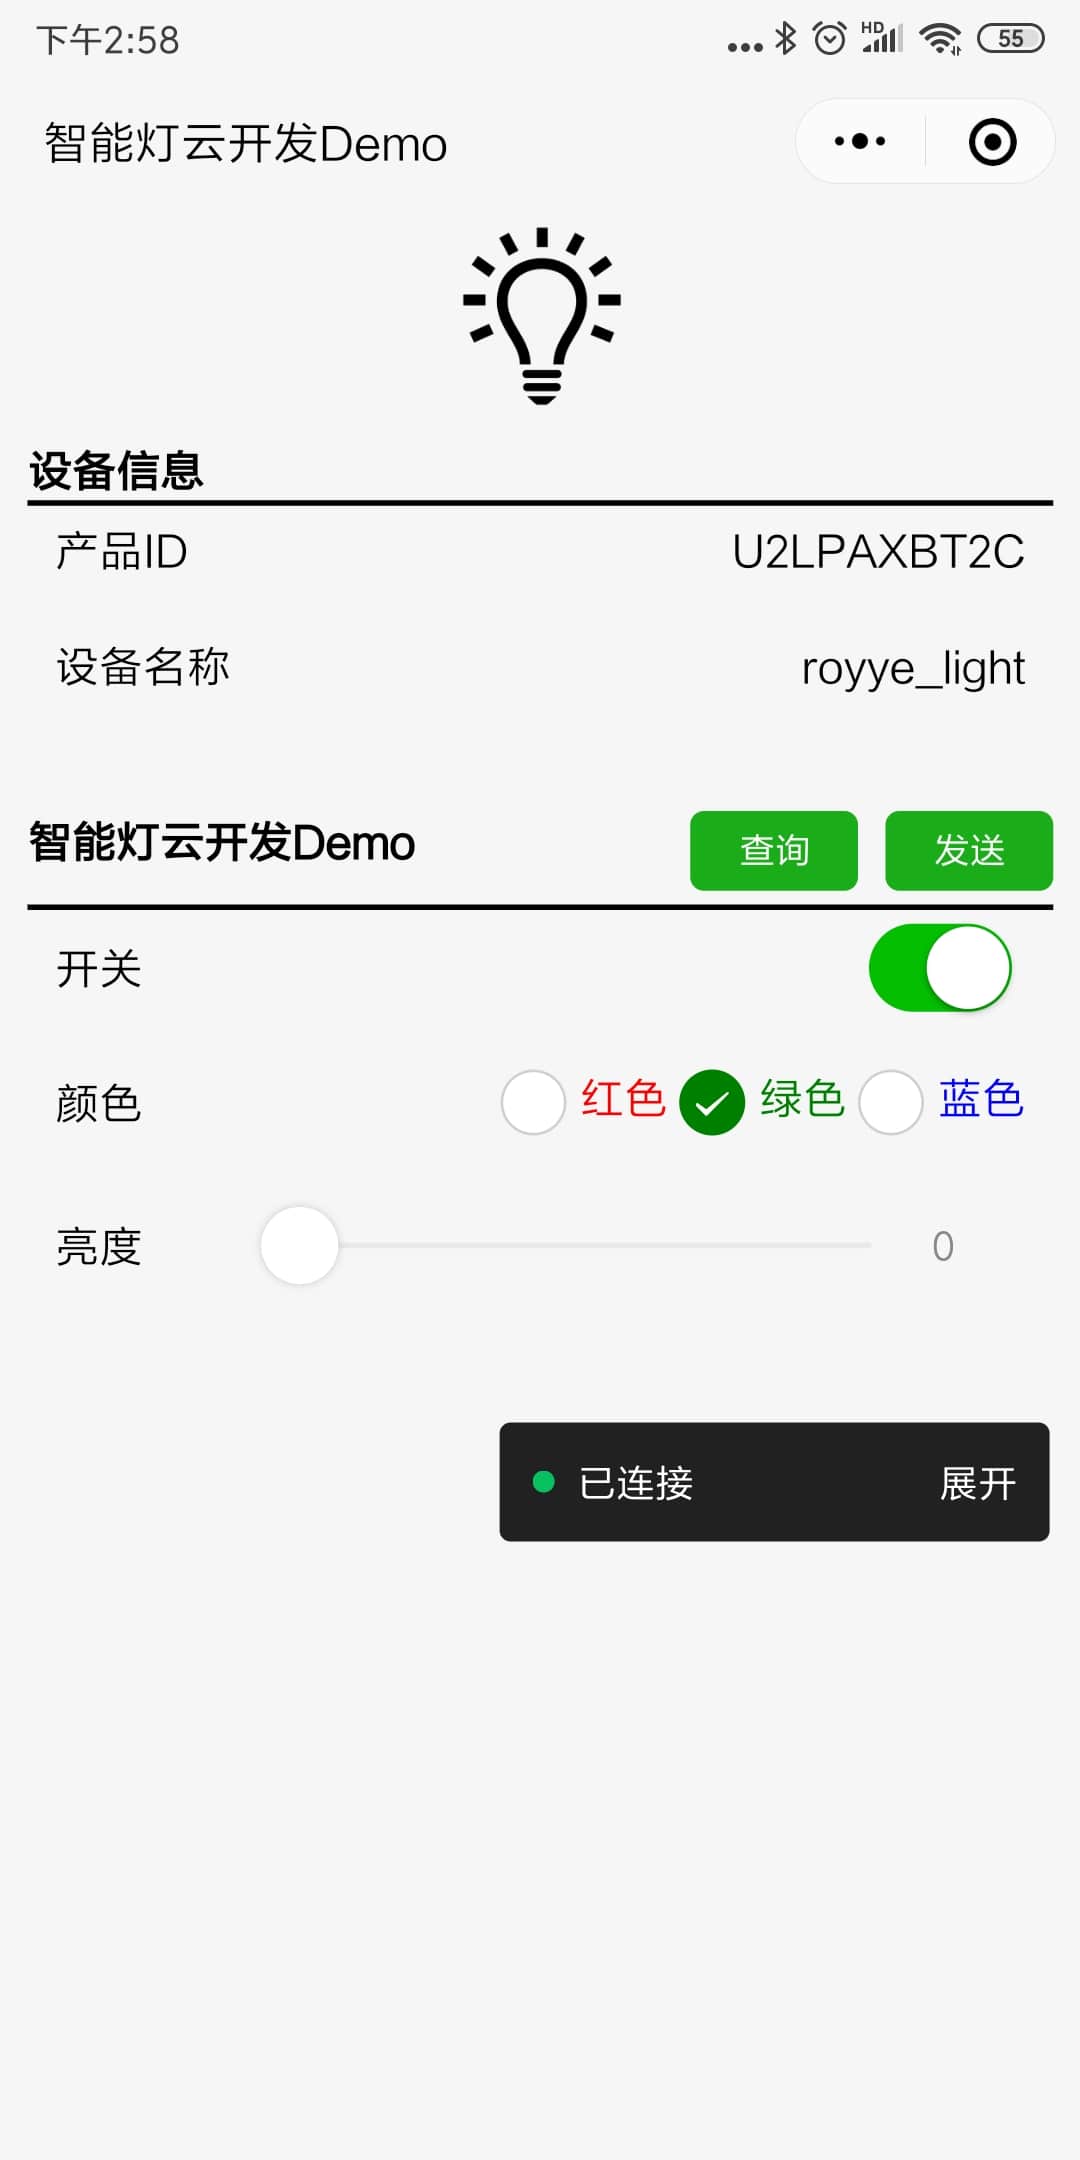 下午2:58
HD
55
智能灯云开发Demo
设备信息
产品ID U2LPAXBT2C
设备名称 royye_light
智能灯云开发Demo 查询 发送
开关
颜色 红色 绿色 蓝色
亮度 0
已连接 展开